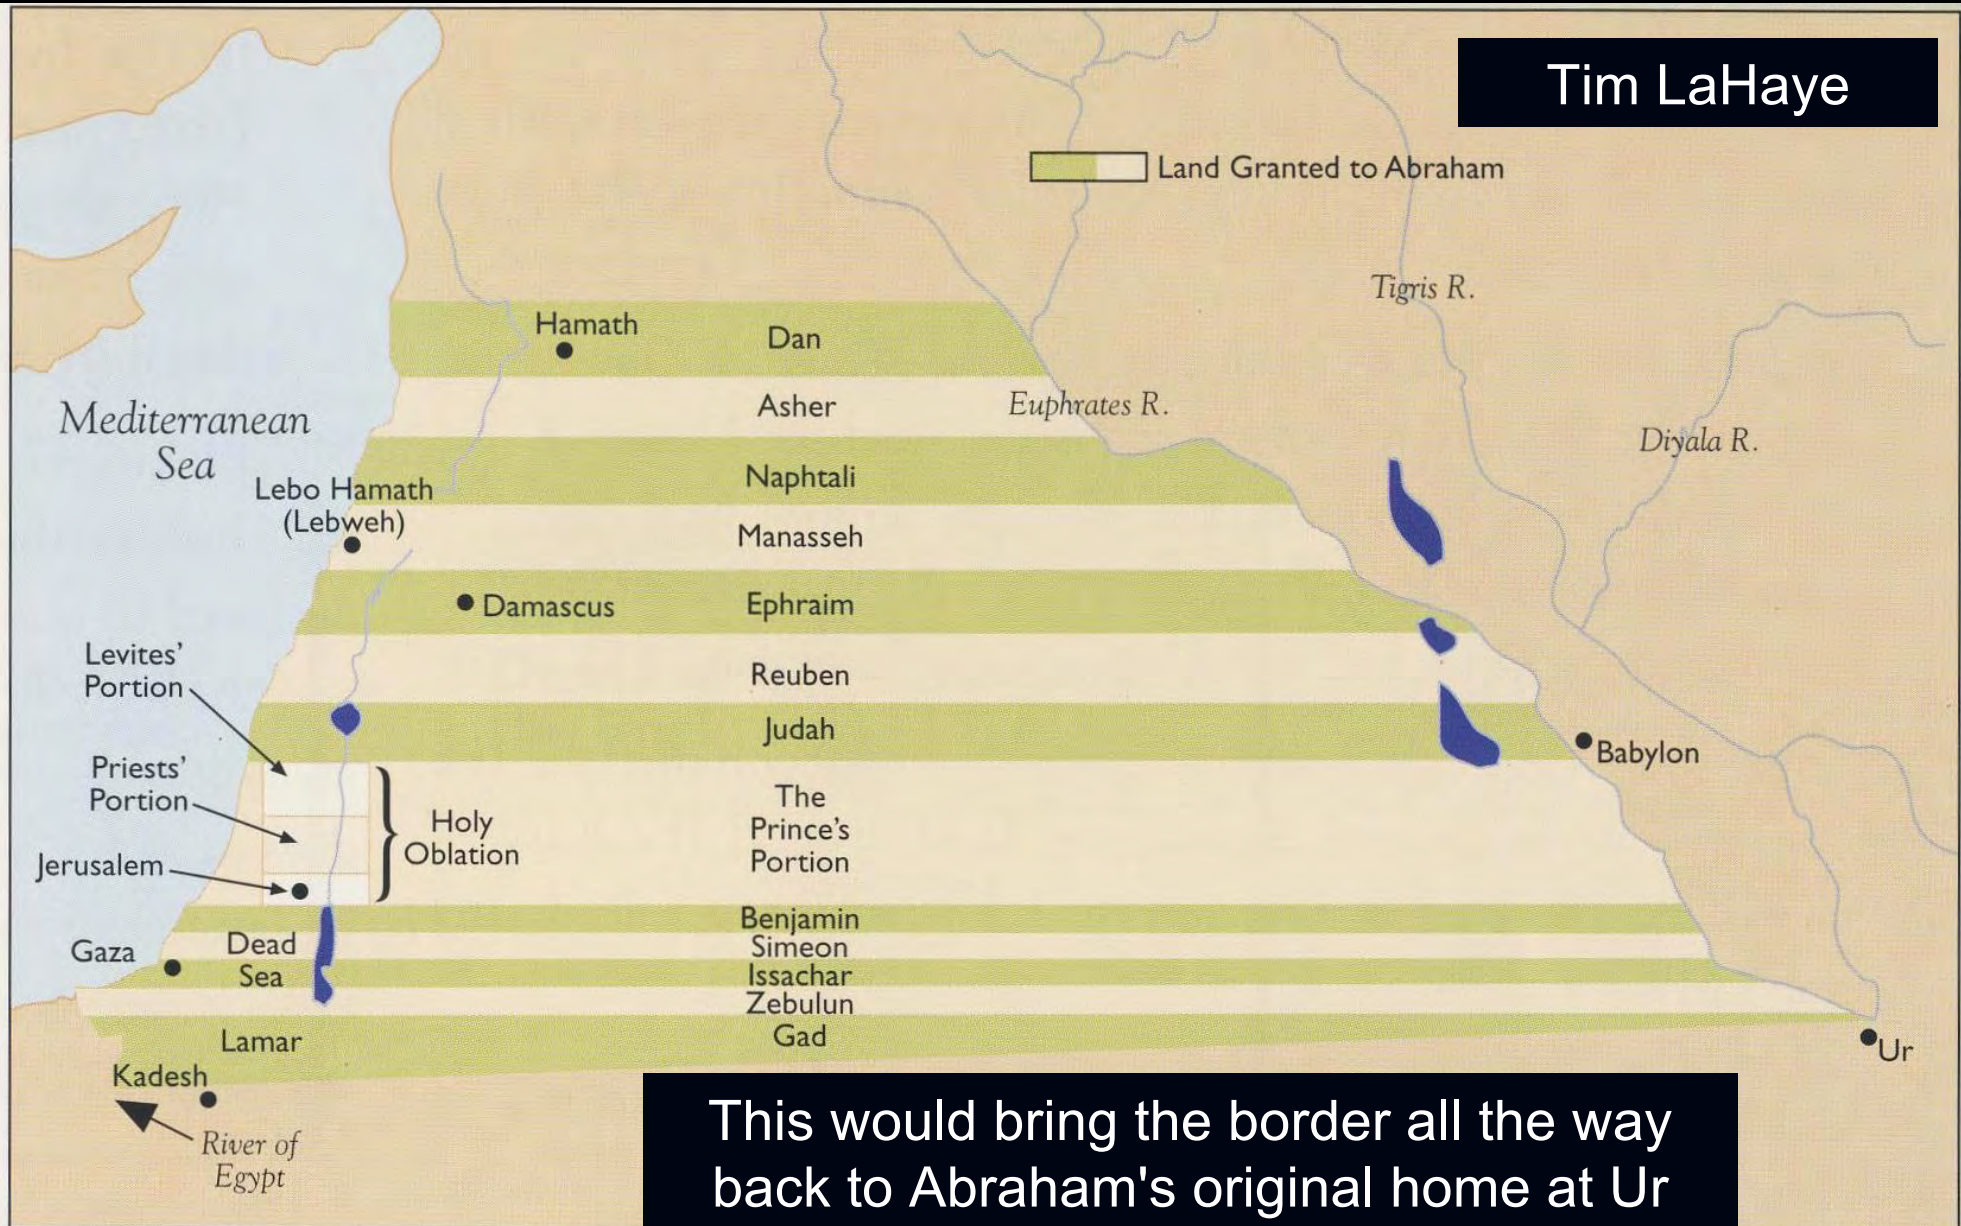 Tim LaHaye
Land Granted to Abraham
Tigris R.
Hamath
Dan
Mediterranean
Sea
Asher
Euphrates R.
Diyala R.
Naphtali
Lebo Hamath
(Lebweh)
Manasseh
Damascus
Ephraim
Levites'
Portion
Reuben
Judah
Babylon
Priests'
Portion
Holy
Oblation
The
Prince's
Portion
Jerusalem
Benjamin
Gaza
Dead
Sea
Simeon
Issachar
Zebulun
Lamar
Gad
Ur
Kadesh
River of
Egypt
This would bring the border all the way
back to Abraham's original home at Ur